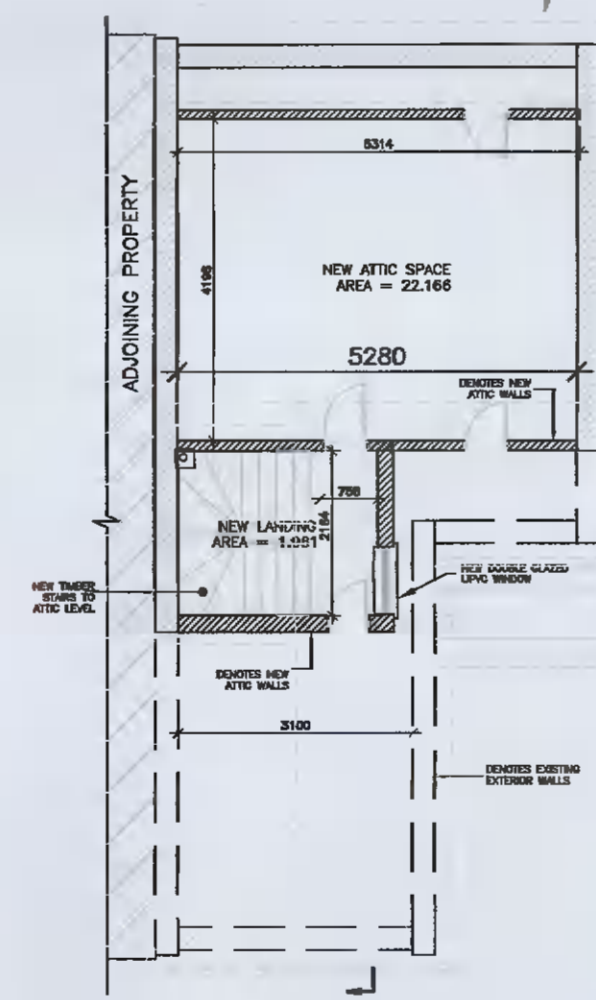 5314
ADJOINING PROPERTY
4196
NEW ATTIC SPACE
AREA = 22.166
5280
DENOTES NEW
ATTIC WALLS
756
NEW LANDING
AREA = 1.981
2184
NEW DOUBLE GLAZED
UPVC WINDOW
NEW TIMBER
STAIRS TO
ATTIC LEVEL
DENOTES NEW
ATTIC WALLS
3100
DENOTES EXISTING
EXTERIOR WALLS